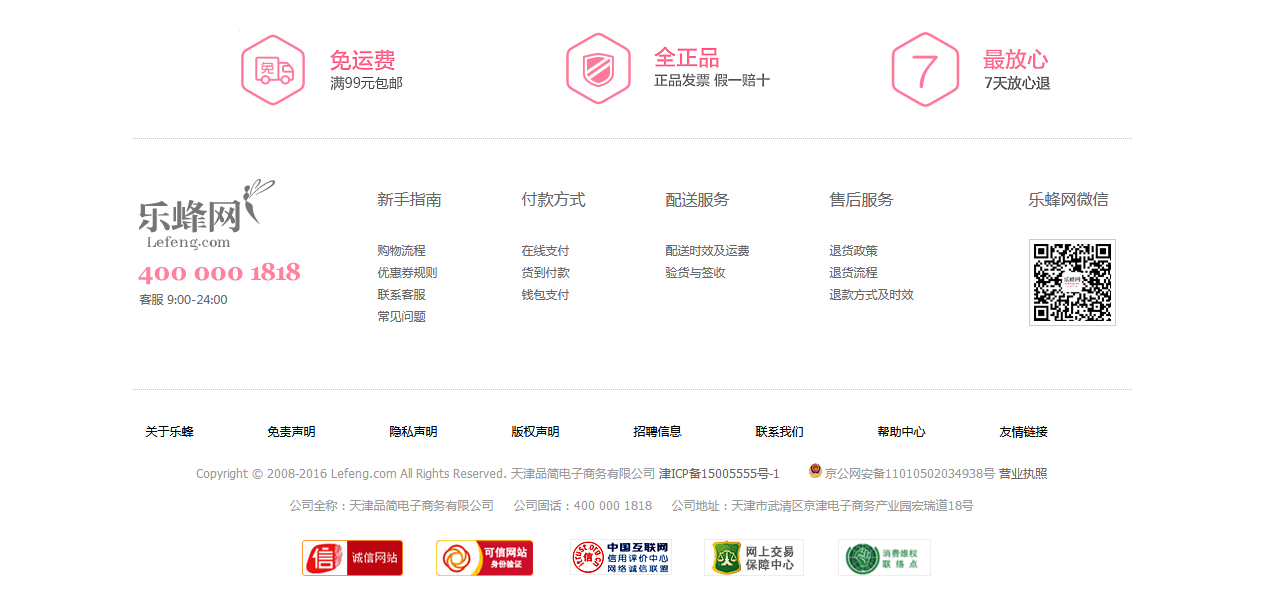 免
免运费
满99元包邮
全正品
正品发票 假一赔十
7
最放心
7天放心退
乐蜂网
Lefeng.com
400 000 1818
客服 9:00-24:00
新手指南
购物流程
优惠券规则
联系客服
常见问题
付款方式
在线支付
货到付款
钱包支付
配送服务
配送时效及运费
验货与签收
售后服务
退货政策
退货流程
退款方式及时效
乐蜂网微信
乐蜂网
关于乐蜂 免责声明 隐私声明 版权声明 招聘信息 联系我们 帮助中心 友情链接
Copyright © 2008-2016 Lefeng.com All Rights Reserved. 天津品简电子商务有限公司 津ICP备15005555号-1 京公网安备11010502034938号 营业执照
公司全称：天津品简电子商务有限公司 公司固话：400 000 1818 公司地址：天津市武清区京津电子商务产业园宏瑞道18号
信 诚信网站
可信网站
身份验证
中国互联网
信用评价中心
网络诚信联盟
网上交易
保障中心
消费维权
联络点